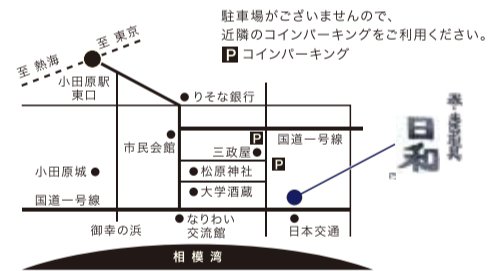 駐車場がございませんので、
近隣のコインパーキングをご利用ください。
P コインパーキング
至 東京
至 熱海
小田原駅
東口
りそな銀行
市民会館
P
国道一号線
三政屋
P
小田原城
松原神社
大学酒蔵
国道一号線
御幸の浜
なりわい
交流館
日本交通
相模湾
日和